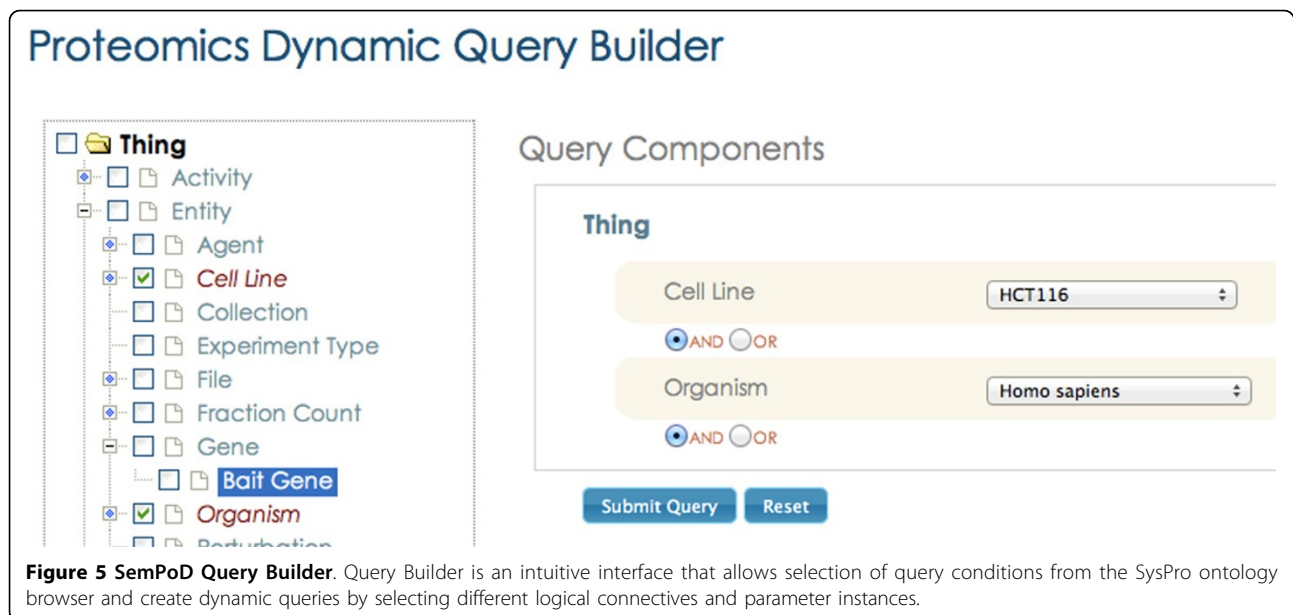 Proteomics Dynamic Query Builder
Thing
Activity
Entity
Agent
Cell Line
Collection
Experiment Type
File
Fraction Count
Gene
Bait Gene
Organism
Perturbation
Query Components
Thing
Cell Line HCT116
AND OR
Organism Homo sapiens
AND OR
Submit Query Reset
Figure 5 SemPoD Query Builder. Query Builder is an intuitive interface that allows selection of query conditions from the SysPro ontology
browser and create dynamic queries by selecting different logical connectives and parameter instances.